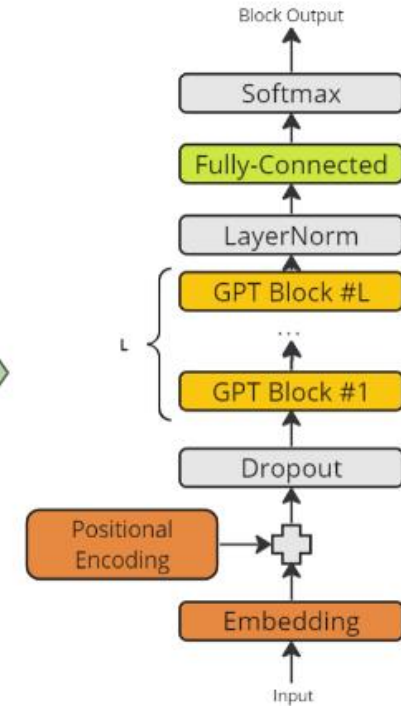 Block Output
Softmax
Fully-Connected
LayerNorm
GPT Block #L
...
L
GPT Block #1
Dropout
Positional
Encoding
Embedding
Input